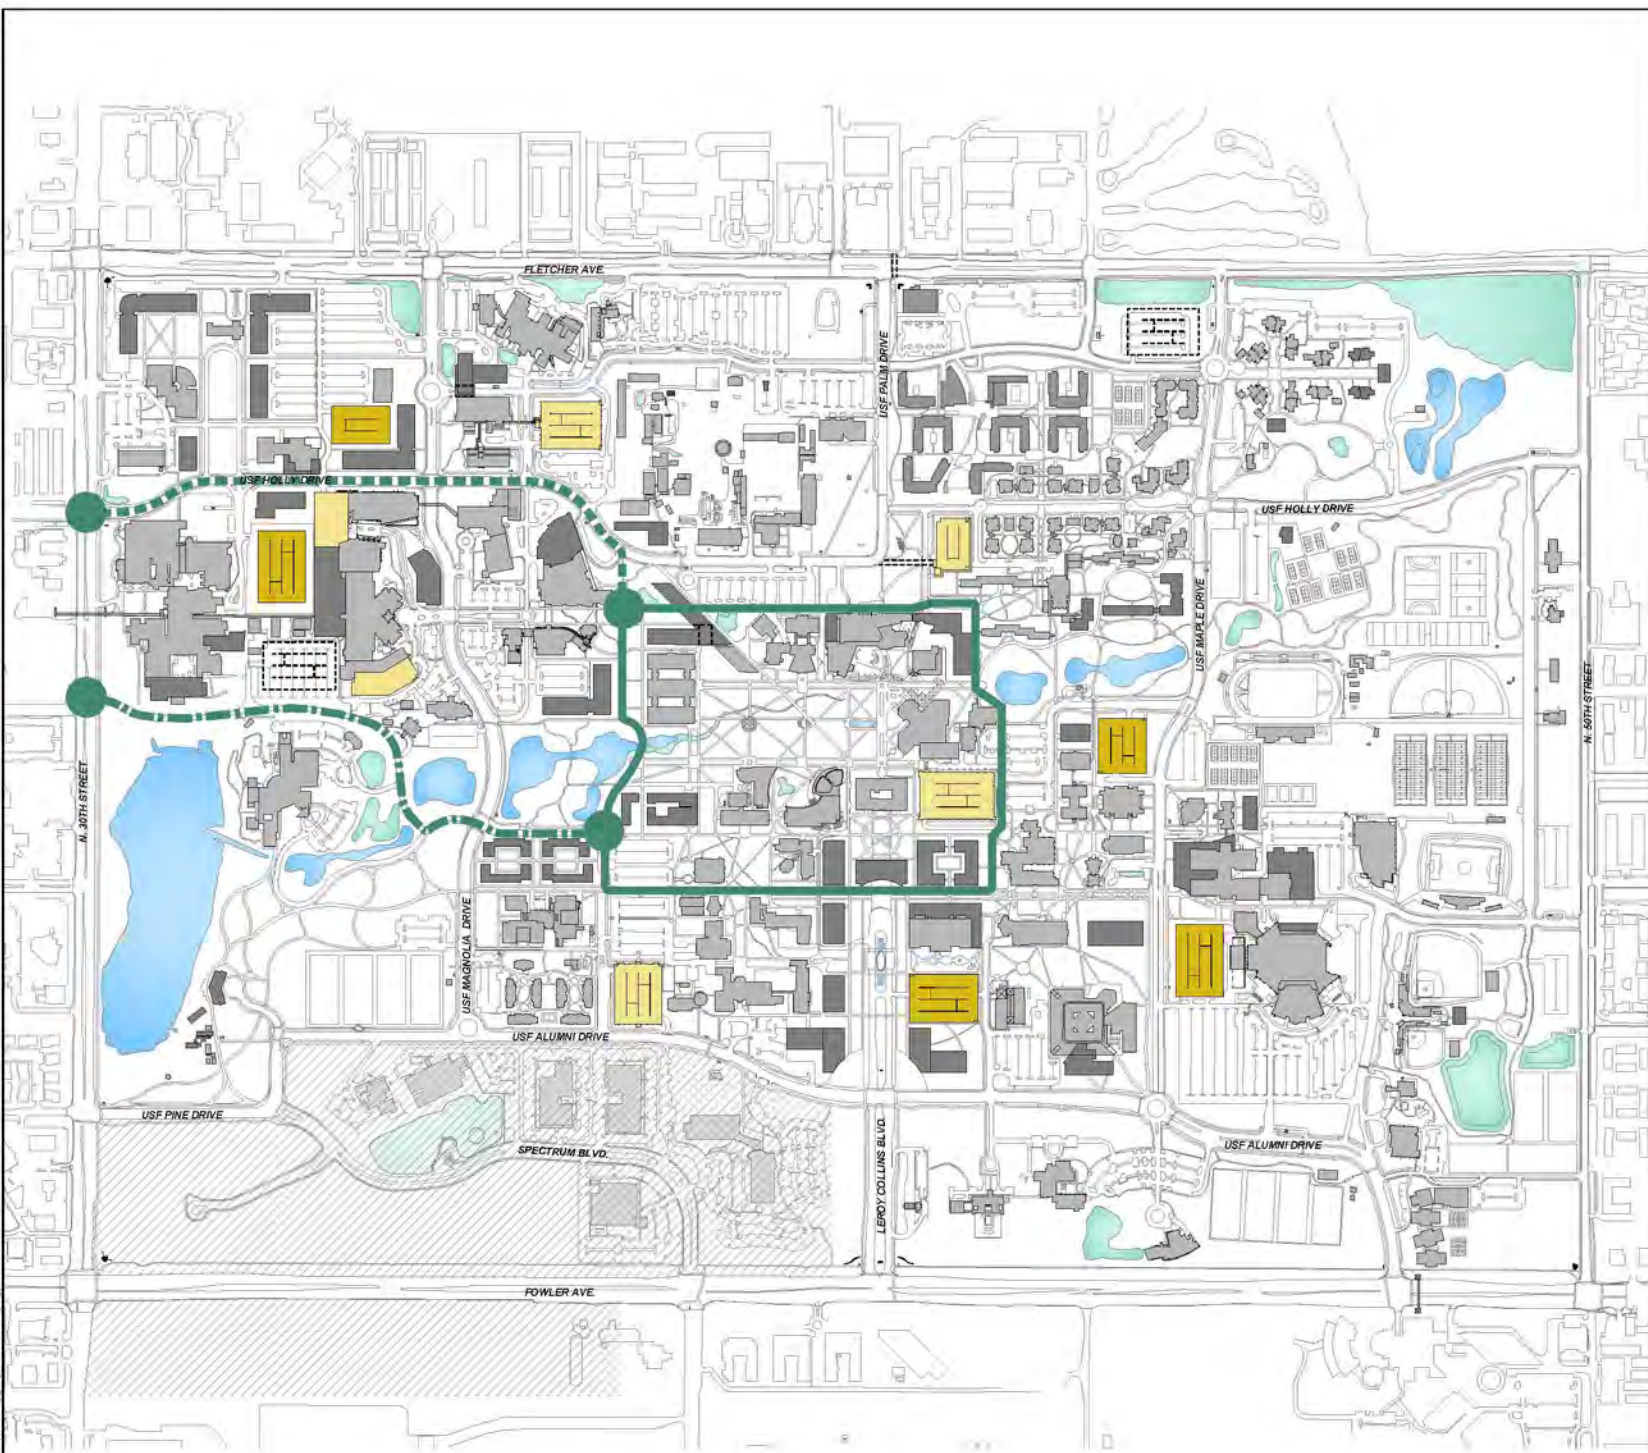 FLETCHER AVE.
USF PALM DRIVE
USF HOLLY DRIVE
USF HOLLY DRIVE
USF MAPLE DRIVE
N. 50TH STREET
N. 30TH STREET
USF MAGNOLIA DRIVE
USF ALUMNI DRIVE
USF PINE DRIVE
SPECTRUM BLVD.
LEROY COLLINS BLVD.
USF ALUMNI DRIVE
FOWLER AVE.